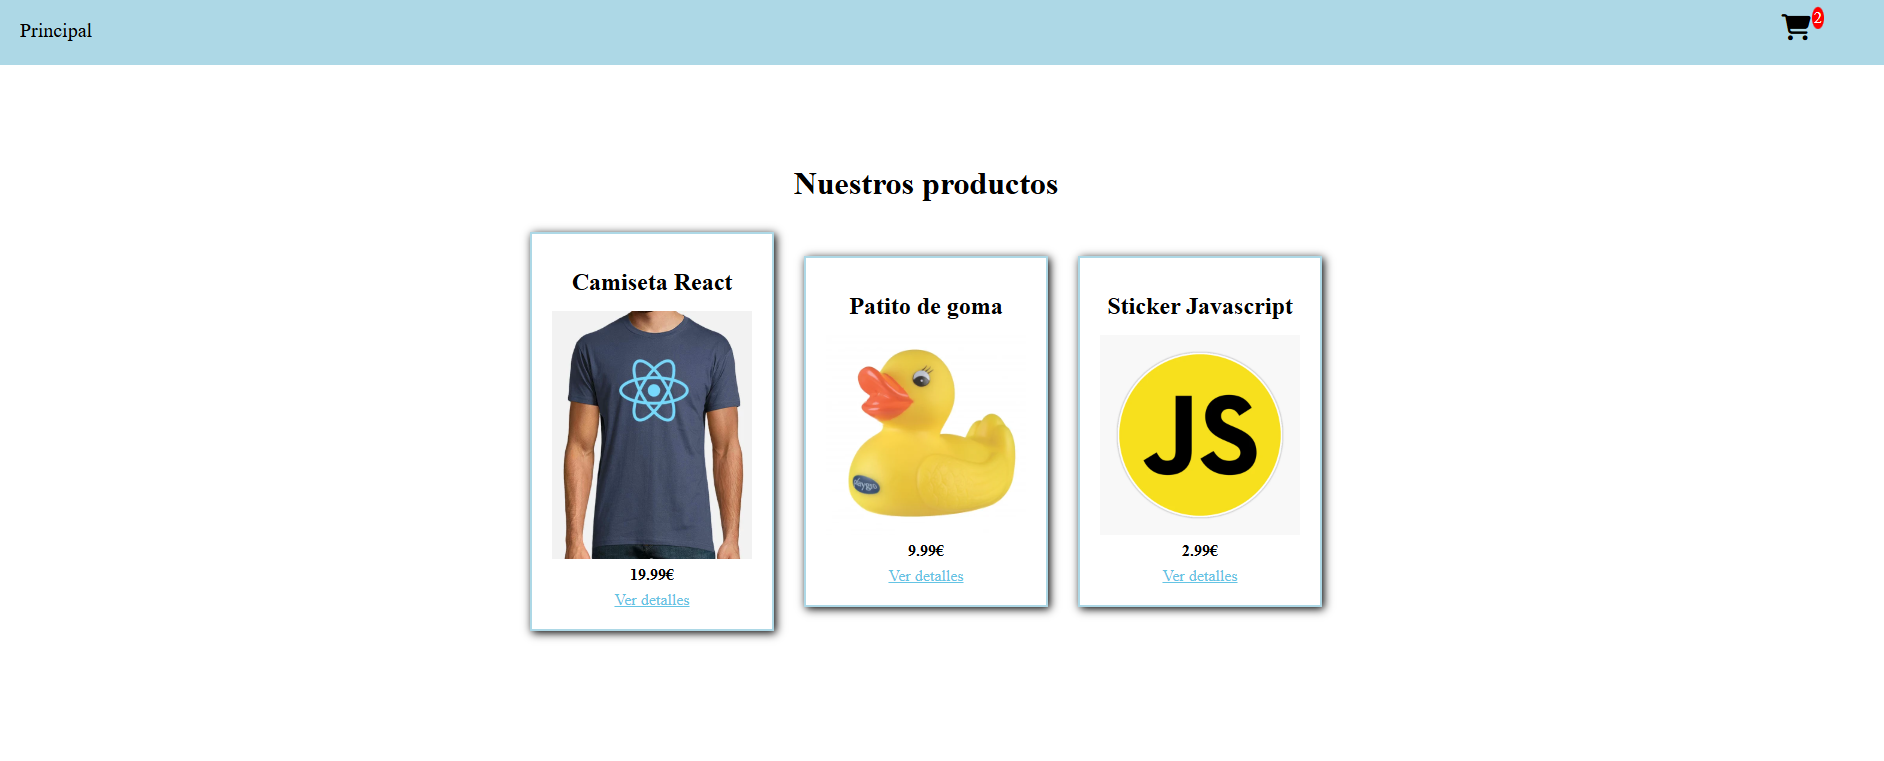 Principal
2
Nuestros productos
Camiseta React
19.99€
Ver detalles
Patito de goma
playgro
9.99€
Ver detalles
Sticker Javascript
JS
2.99€
Ver detalles